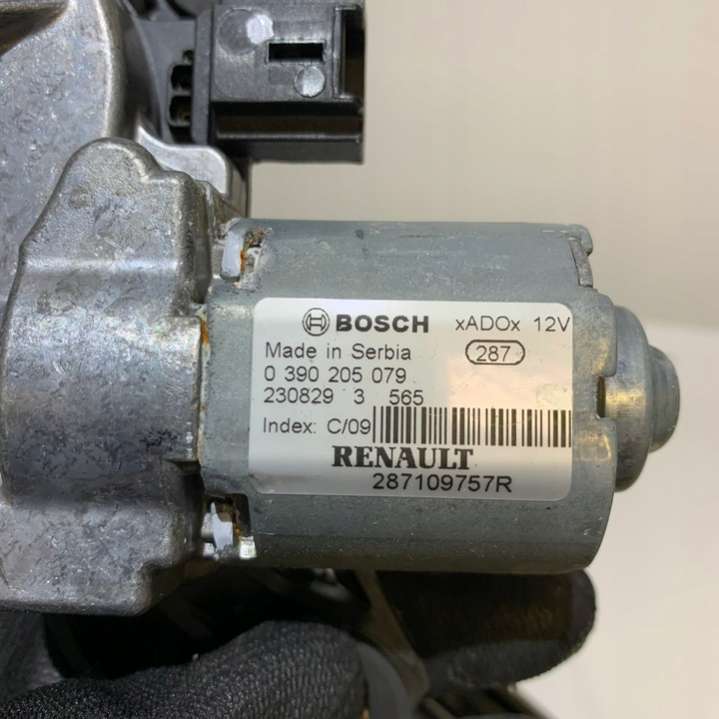 BOSCH xADOx 12V
Made in Serbia 287
0 390 205 079
230829 3 565
Index: C/09
RENAULT
287109757R